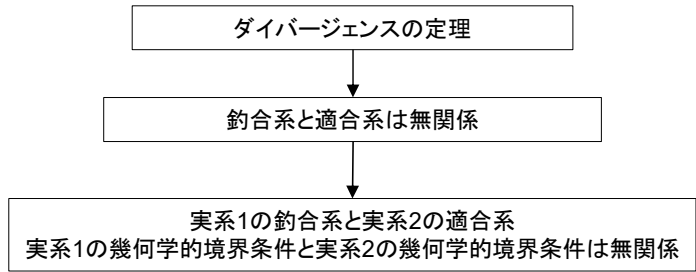 ダイバージェンスの定理
釣合系と適合系は無関係
実系1の釣合系と実系2の適合系
実系1の幾何学的境界条件と実系2の幾何学的境界条件は無関係